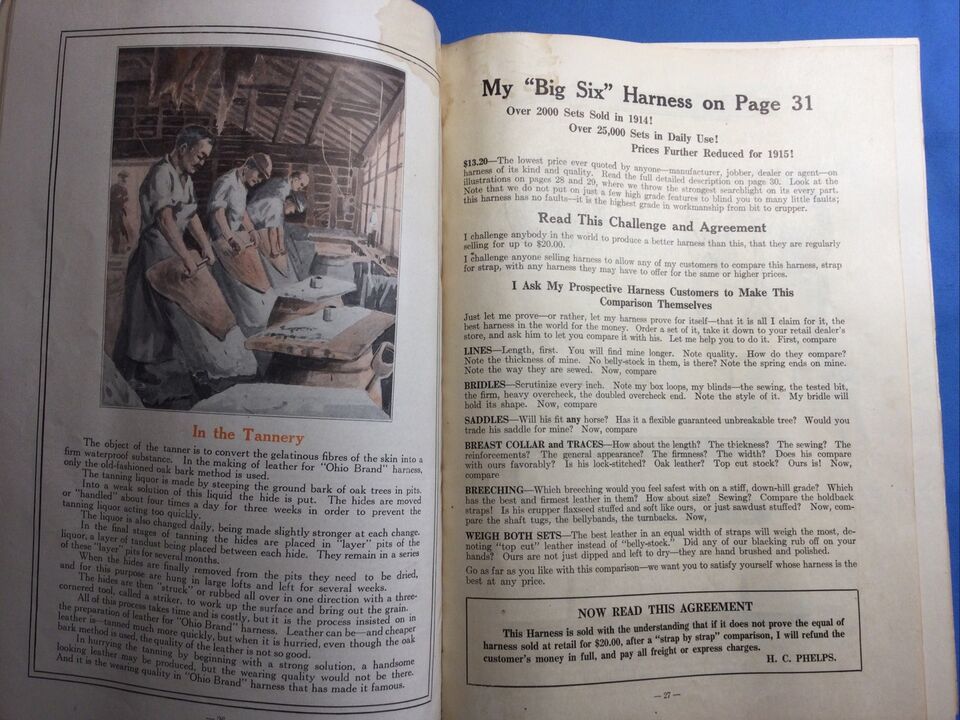 In the Tannery
The object of the tanner is to convert the gelatinous fibres of the skin into a
firm waterproof substance. In the making of leather for "Ohio Brand" harness,
only the old-fashioned oak bark method is used.
The tanning liquor is made by steeping the ground bark of oak trees in pits.
Into a weak solution of this liquid the hide is put. The hides are moved
or "handled" about four times a day for three weeks in order to prevent the
tanning liquor acting too quickly.
The liquor is also changed daily, being made slightly stronger at each change.
In the final stages of tanning the hides are placed in "layer" pits of the
liquor, a layer of tandust being placed between each hide. They remain in a series
of these "layer" pits for several months.
When the hides are finally removed from the pits they need to be dried,
and for this purpose are hung in large lofts and left for several weeks.
The hides are then "struck" or rubbed all over in one direction with a three-
cornered tool, called a striker, to work up the surface and bring out the grain.
All of this process takes time and is costly, but it is the process insisted on in
the preparation of leather for "Ohio Brand" harness. Leather can be—and cheaper
leather is—tanned much more quickly, but when it is hurried, even though the oak
bark method is used, the quality of the leather is not so good.
In hurrying the tanning by beginning with a strong solution, a handsome
looking leather may be produced, but the wearing quality would not be there.
And it is the wearing quality in "Ohio Brand" harness that has made it famous.
My "Big Six" Harness on Page 31
Over 2000 Sets Sold in 1914!
Over 25,000 Sets in Daily Use!
Prices Further Reduced for 1915!
$13.20—The lowest price ever quoted by anyone—manufacturer, jobber, dealer or agent—on
harness of its kind and quality. Read the full detailed description on page 30. Look at the
illustrations on pages 28 and 29, where we throw the strongest searchlight on its every part.
Note that we do not put on just a few high grade features to blind you to many little faults;
this harness has no faults—it is the highest grade in workmanship from bit to crupper.
Read This Challenge and Agreement
I challenge anybody in the world to produce a better harness than this, that they are regularly
selling for up to $20.00.
I challenge anyone selling harness to allow any of my customers to compare this harness, strap
for strap, with any harness they may have to offer for the same or higher prices.
I Ask My Prospective Harness Customers to Make This
Comparison Themselves
Just let me prove—or rather, let my harness prove for itself—that it is all I claim for it, the
best harness in the world for the money. Order a set of it, take it down to your retail dealer's
store, and ask him to let you compare it with his. Let me help you to do it. First, compare
LINES—Length, first. You will find mine longer. Note quality. How do they compare?
Note the thickness of mine. No belly-stock in them, is there? Note the spring ends on mine.
Note the way they are sewed. Now, compare
BRIDLES—Scrutinize every inch. Note my box loops, my blinds—the sewing, the tested bit,
the firm, heavy overcheck, the doubled overcheck end. Note the style of it. My bridle will
hold its shape. Now, compare
SADDLES—Will his fit any horse? Has it a flexible guaranteed unbreakable tree? Would you
trade his saddle for mine? Now, compare
BREAST COLLAR and TRACES—How about the length? The thickness? The sewing? The
reinforcements? The general appearance? The firmness? The width? Does his compare
with ours favorably? Is his lock-stitched? Oak leather? Top cut stock? Ours is! Now,
compare
BREECHING—Which breeching would you feel safest with on a stiff, down-hill grade? Which
has the best and firmest leather in them? How about size? Sewing? Compare the holdback
straps! Is his crupper flaxseed stuffed and soft like ours, or just sawdust stuffed? Now, com-
pare the shaft tugs, the bellybands, the turnbacks. Now,
WEIGH BOTH SETS—The best leather in an equal width of straps will weigh the most, de-
noting "top cut" leather instead of "belly-stock." Did any of our blacking rub off on your
hands? Ours are not just dipped and left to dry—they are hand brushed and polished.
Go as far as you like with this comparison—we want you to satisfy yourself whose harness is the
best at any price.
NOW READ THIS AGREEMENT
This Harness is sold with the understanding that if it does not prove the equal of
harness sold at retail for $20.00, after a "strap by strap" comparison, I will refund the
customer's money in full, and pay all freight or express charges.
H. C. PHELPS.
— 27 —